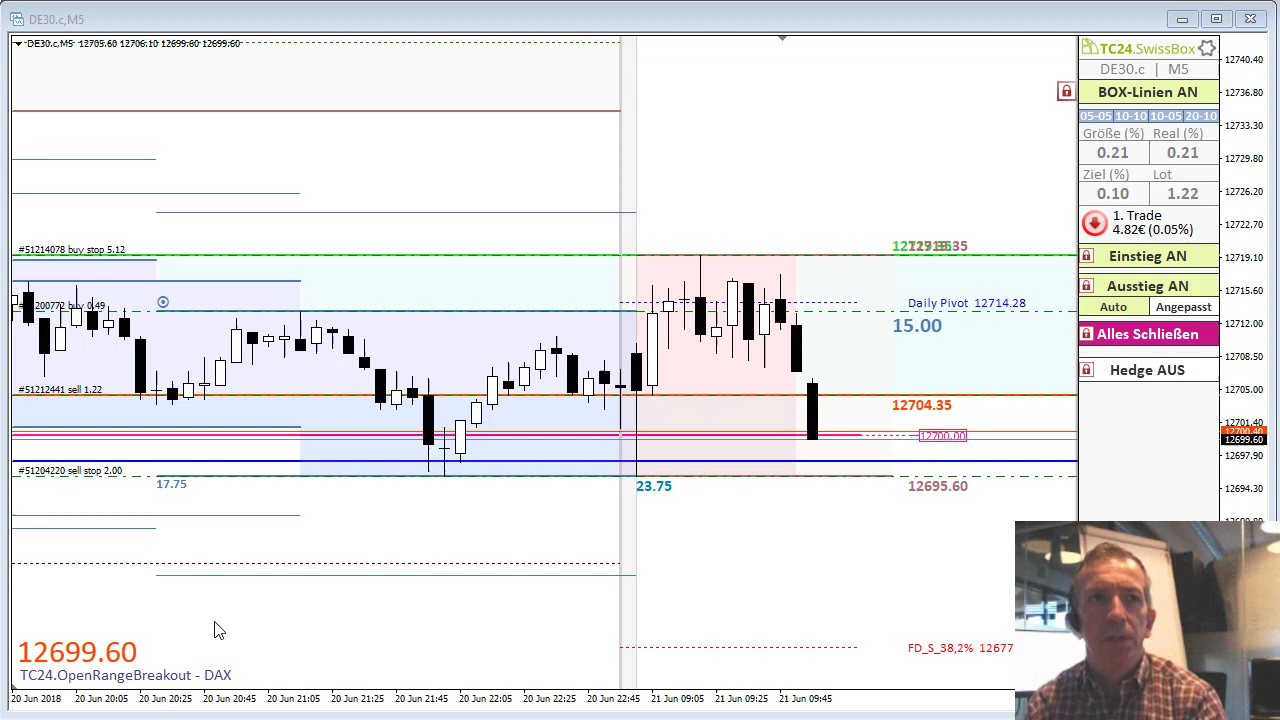 DE30.c,M5
DE30.c,M5 12705.60 12706.10 12699.60 12699.60
#51214078 buy stop 5.12
buy 0.49
#51212441 sell 1.22
#51204220 sell stop 2.00
17.75
23.75
Daily Pivot 12714.28
15.00
12704.35
12700.00
12695.60
FD_S_38,2% 12677
12699.60
TC24.OpenRangeBreakout - DAX
20 Jun 2018
20 Jun 20:05
20 Jun 20:25
20 Jun 20:45
20 Jun 21:05
20 Jun 21:25
20 Jun 21:45
20 Jun 22:05
20 Jun 22:25
20 Jun 22:45
21 Jun 09:05
21 Jun 09:25
21 Jun 09:45
TC24.SwissBox
DE30.c | M5
BOX-Linien AN
05-05 10-10 10-05 20-10
Größe (%) Real (%)
0.21 0.21
Ziel (%) Lot
0.10 1.22
1. Trade
4.82€ (0.05%)
Einstieg AN
Ausstieg AN
Auto Angepasst
Alles Schließen
Hedge AUS
12740.40
12736.80
12733.30
12729.80
12726.20
12722.70
12719.10
12715.60
12712.00
12708.50
12705.00
12701.40
12700.40
12699.60
12697.90
12694.30